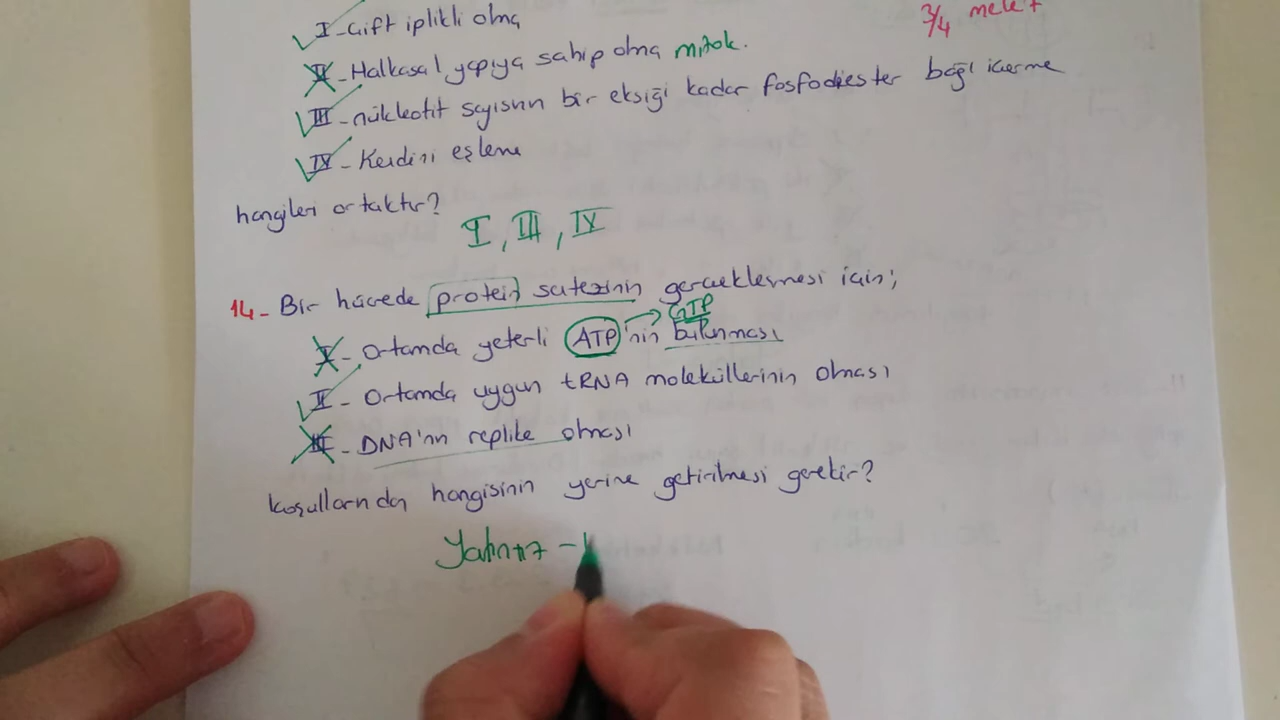 3/4
I - Çift iplikli olma
II - Halkasal yapıya sahip olma mitok.
III - nükleotit sayısının bir eksiği kadar fosfodiester bağı içerme
IV - Kendini eşleme
hangileri ortaktır?
I, III, IV
14- Bir hücrede protein sentezinin gerçekleşmesi için;
GTP
I - Ortamda yeterli ATP'nin bulunması
II - Ortamda uygun tRNA moleküllerinin olması
III - DNA'nın replike olması
koşullarından hangisinin yerine getirilmesi gerekir?
Yalnız -